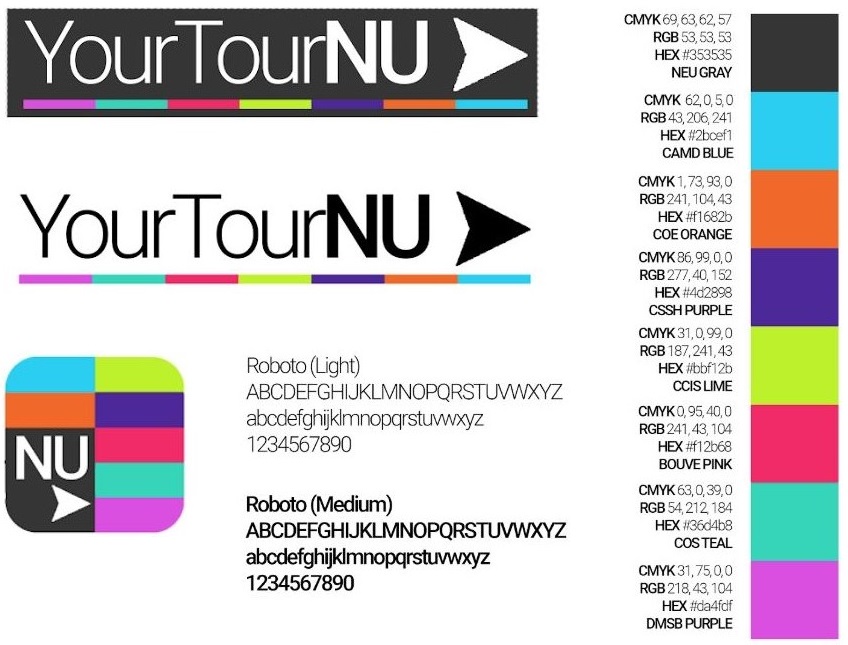 YourTourNU
YourTourNU
NU
Roboto (Light)
ABCDEFGHIJKLMNOPQRSTUVWXYZ
abcdefghijklmnopqrstuvwxyz
1234567890
Roboto (Medium)
ABCDEFGHIJKLMNOPQRSTUVWXYZ
abcdefghijklmnopqrstuvwxyz
1234567890
CMYK 69, 63, 62, 57
RGB 53, 53, 53
HEX #353535
NEU GRAY
CMYK 62, 0, 5, 0
RGB 43, 206, 241
HEX #2bcef1
CAMD BLUE
CMYK 1, 73, 93, 0
RGB 241, 104, 43
HEX #f1682b
COE ORANGE
CMYK 86, 99, 0, 0
RGB 277, 40, 152
HEX #4d2898
CSSH PURPLE
CMYK 31, 0, 99, 0
RGB 187, 241, 43
HEX #bbf12b
CCIS LIME
CMYK 0, 95, 40, 0
RGB 241, 43, 104
HEX #f12b68
BOUVE PINK
CMYK 63, 0, 39, 0
RGB 54, 212, 184
HEX #36d4b8
COS TEAL
CMYK 31, 75, 0, 0
RGB 218, 43, 104
HEX #da4fdf
DMSB PURPLE